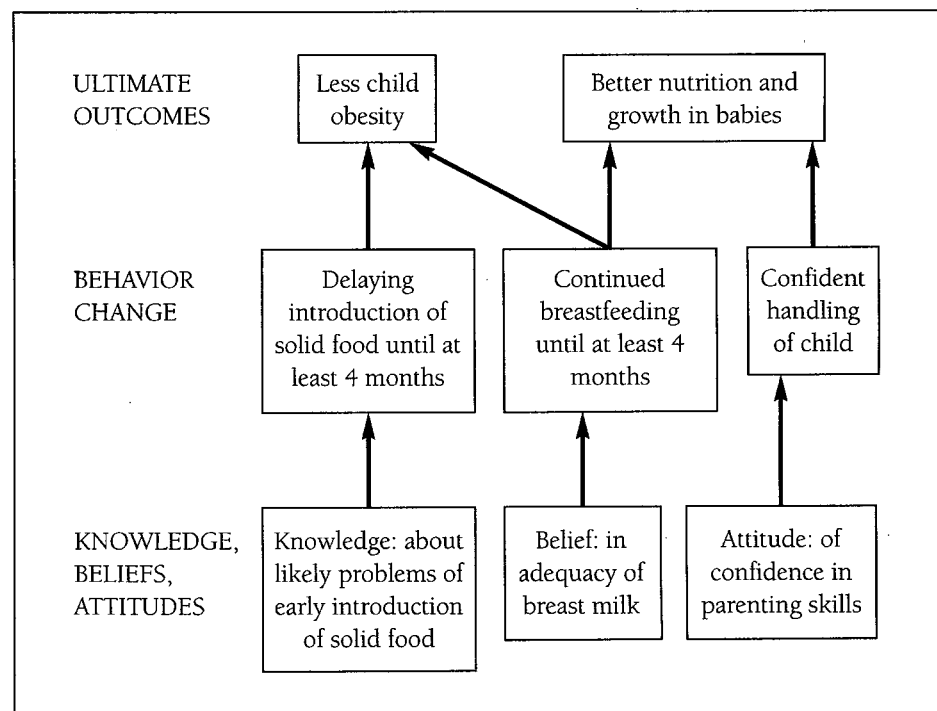 ULTIMATE
OUTCOMES
Less child
obesity
Better nutrition and
growth in babies
BEHAVIOR
CHANGE
Delaying
introduction of
solid food until at
least 4 months
Continued
breastfeeding
until at least 4
months
Confident
handling
of child
KNOWLEDGE,
BELIEFS,
ATTITUDES
Knowledge: about
likely problems of
early introduction
of solid food
Belief: in
adequacy of
breast milk
Attitude: of
confidence in
parenting skills